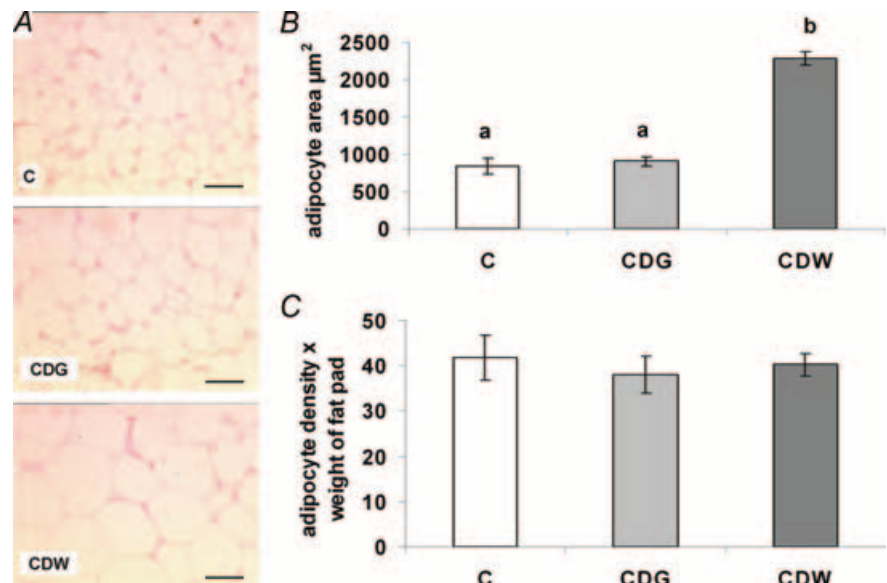 A
C
CDG
CDW
B
adipocyte area µm²
2500
2000
1500
1000
500
0
a
a
b
C
CDG
CDW
C
adipocyte density x
weight of fat pad
50
40
30
20
10
0
C
CDG
CDW